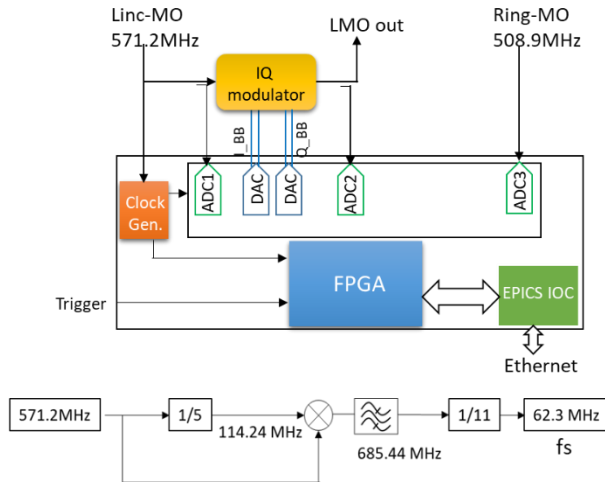 Linc-MO
571.2MHz
LMO out
Ring-MO
508.9MHz
IQ
modulator
I_BB
Q_BB
ADC1
DAC
DAC
ADC2
ADC3
Clock
Gen.
FPGA
EPICS IOC
Trigger
Ethernet
571.2MHz
1/5
114.24 MHz
685.44 MHz
1/11
62.3 MHz
fs